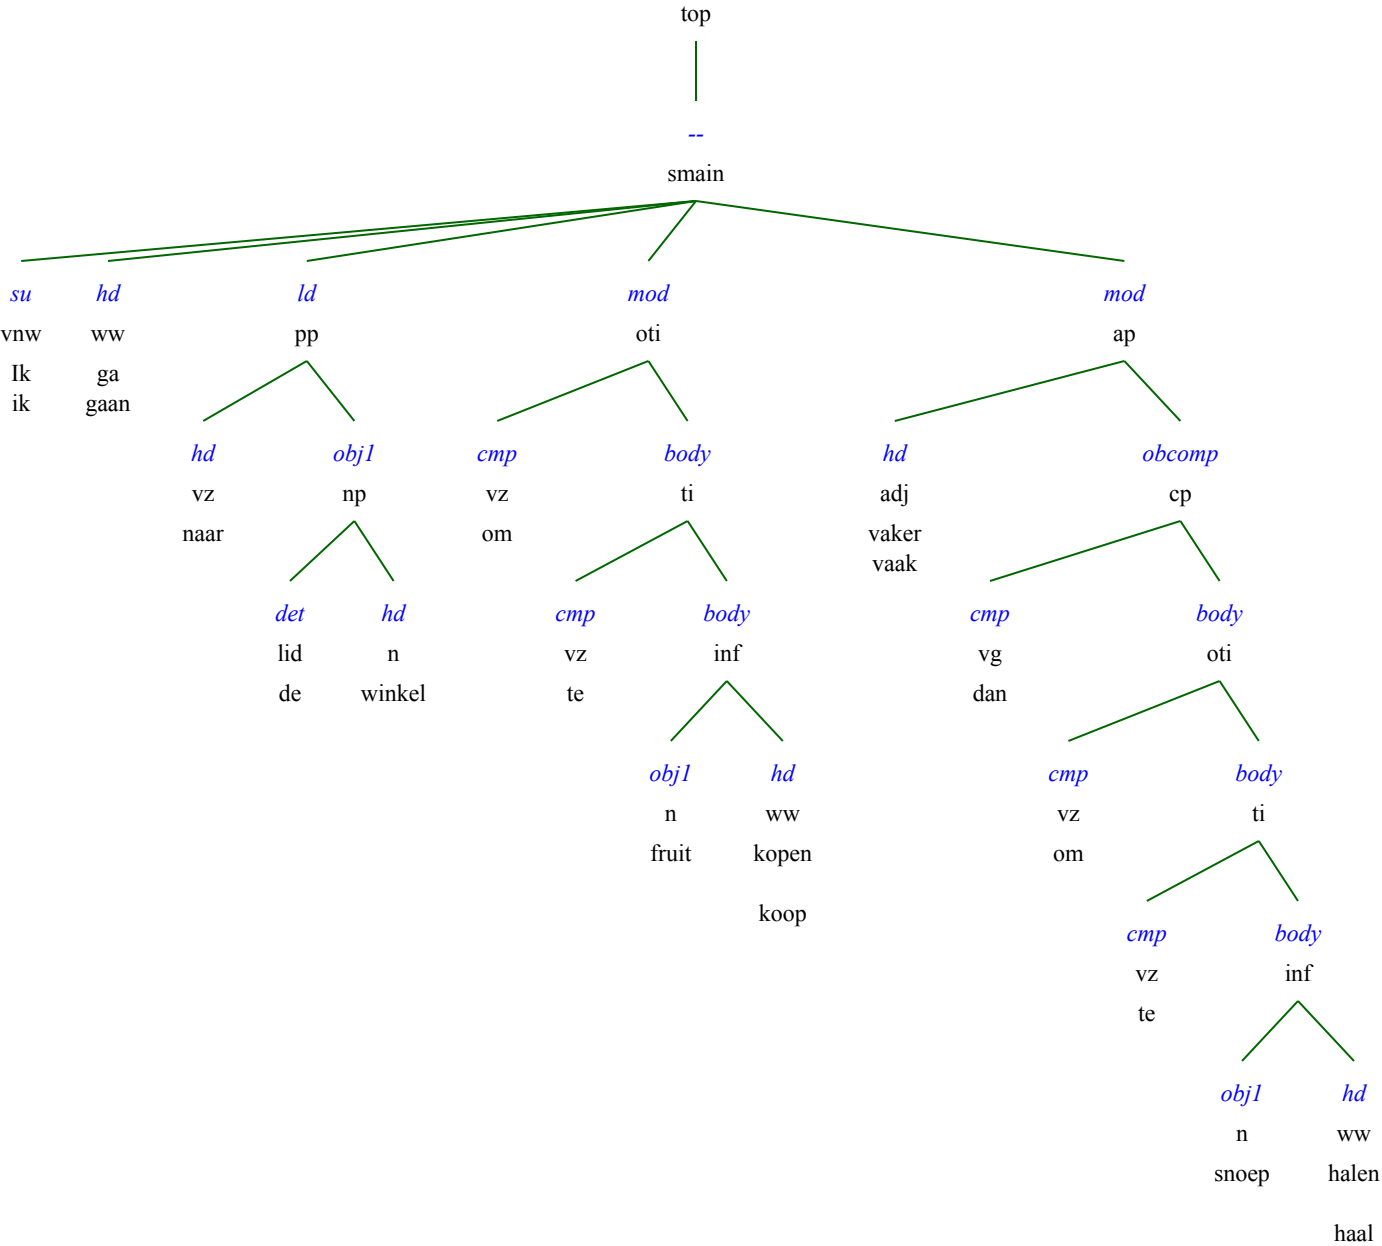 top
--
smain
su hd ld mod mod
vnw ww pp oti ap
Ik ga
ik gaan
hd obj1 cmp body hd obcomp
vz np vz ti adj cp
naar om vaker
vaak
det hd cmp body cmp body
lid n vz inf vg oti
de winkel te dan
obj1 hd cmp body
n ww vz ti
fruit kopen om
koop
cmp body
vz inf
te
obj1 hd
n ww
snoep halen
haal